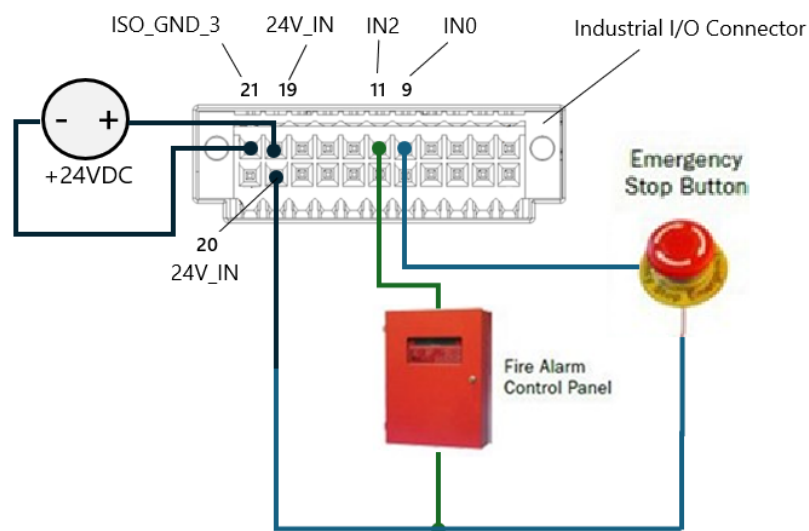 ISO_GND_3
24V_IN
IN2
IN0
Industrial I/O Connector
21
19
11
9
- +
+24VDC
Emergency
Stop Button
20
24V_IN
Fire Alarm
Control Panel